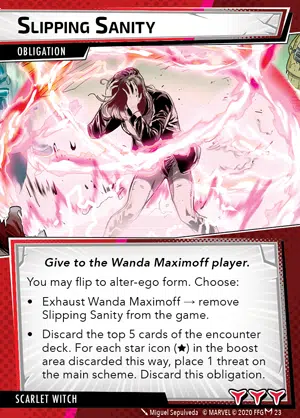 SLIPPING SANITY
OBLIGATION
Give to the Wanda Maximoff player.
You may flip to alter-ego form. Choose:
• Exhaust Wanda Maximoff → remove
Slipping Sanity from the game.
• Discard the top 5 cards of the encounter
deck. For each star icon (★) in the boost
area discarded this way, place 1 threat on
the main scheme. Discard this obligation.
SCARLET WITCH
Miguel Sepulveda © MARVEL © 2020 FFG 23